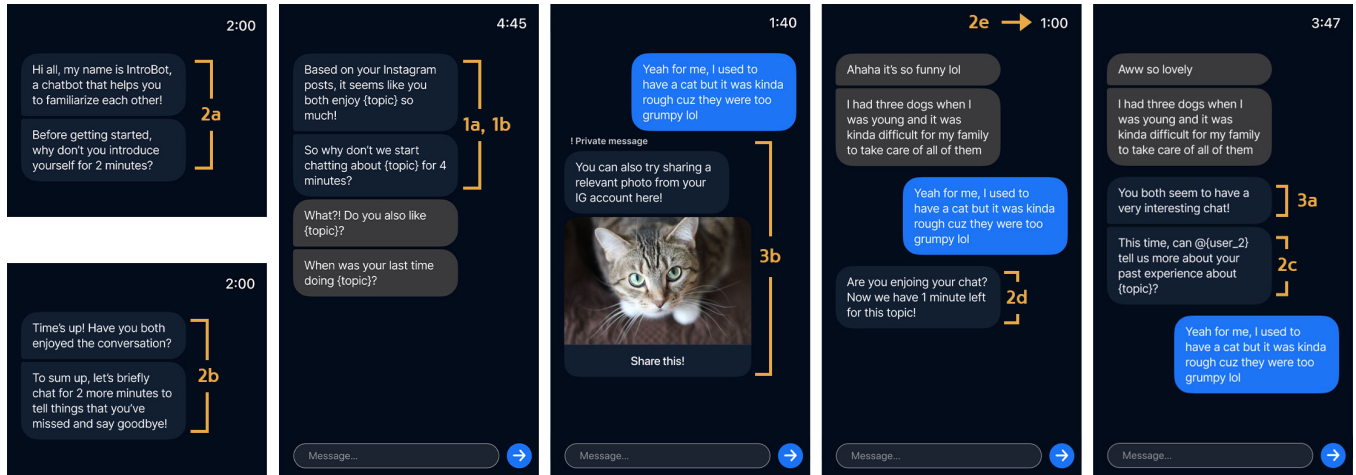 2:00
Hi all, my name is IntroBot,
a chatbot that helps you
to familiarize each other!
Before getting started,
why don't you introduce
yourself for 2 minutes?
2a
2:00
Time's up! Have you both
enjoyed the conversation?
To sum up, let's briefly
chat for 2 more minutes to
tell things that you've
missed and say goodbye!
2b
4:45
Based on your Instagram
posts, it seems like you
both enjoy {topic} so
much!
So why don't we start
chatting about {topic} for 4
minutes?
1a, 1b
What?! Do you also like
{topic}?
When was your last time
doing {topic}?
Message...
1:40
Yeah for me, I used to
have a cat but it was kinda
rough cuz they were too
grumpy lol
! Private message
You can also try sharing a
relevant photo from your
IG account here!
3b
Share this!
Message...
2e
1:00
Ahaha it's so funny lol
I had three dogs when I
was young and it was
kinda difficult for my family
to take care of all of them
Yeah for me, I used to
have a cat but it was kinda
rough cuz they were too
grumpy lol
Are you enjoying your chat?
Now we have 1 minute left
for this topic!
2d
Message...
3:47
Aww so lovely
I had three dogs when I
was young and it was
kinda difficult for my family
to take care of all of them
You both seem to have a
very interesting chat!
3a
This time, can @{user_2}
tell us more about your
past experience about
{topic}?
2c
Yeah for me, I used to
have a cat but it was kinda
rough cuz they were too
grumpy lol
Message...